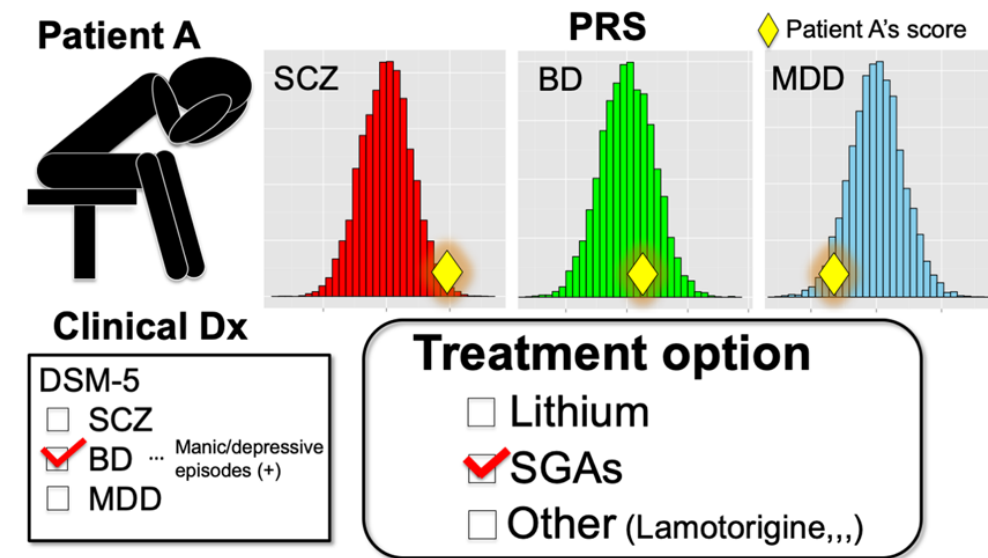 Patient A
PRS
Patient A's score
SCZ
BD
MDD
Clinical Dx
DSM-5
SCZ
BD ··· Manic/depressive
episodes (+)
MDD
Treatment option
Lithium
SGAs
Other (Lamotorigine,,,)